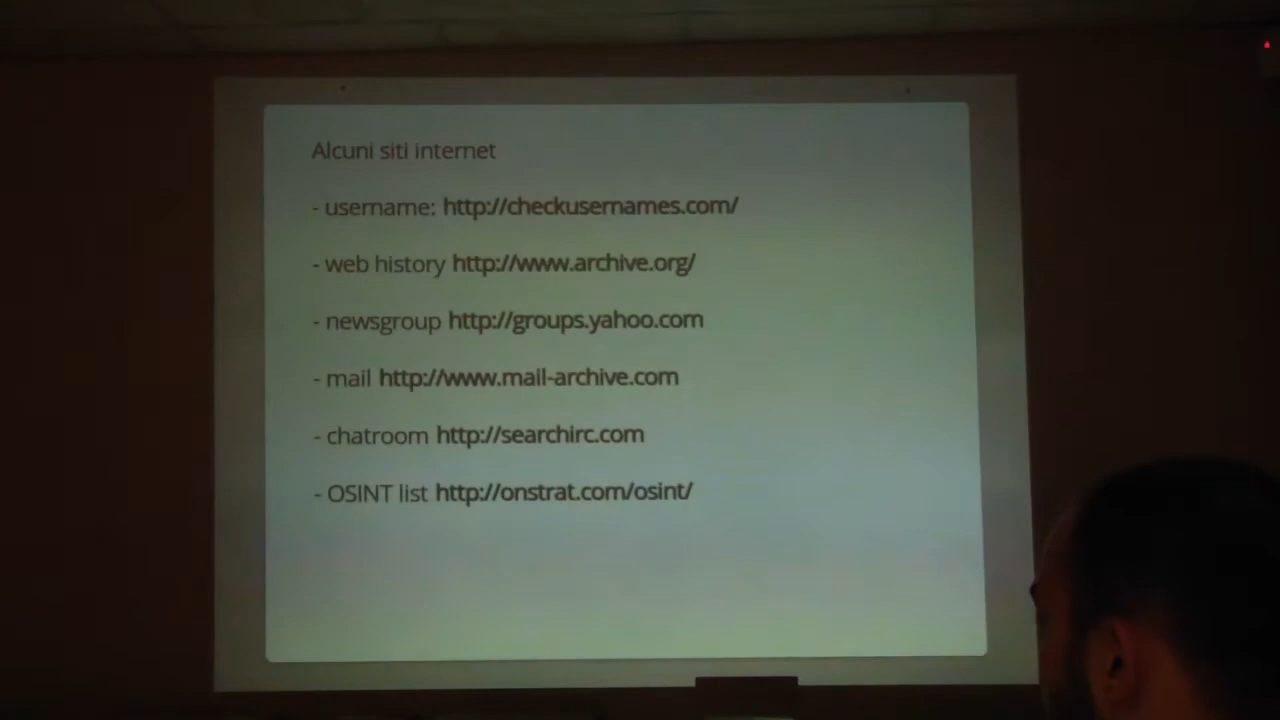 Alcuni siti internet
- username: http://checkusernames.com/
- web history http://www.archive.org/
- newsgroup http://groups.yahoo.com
- mail http://www.mail-archive.com
- chatroom http://searchirc.com
- OSINT list http://onstrat.com/osint/